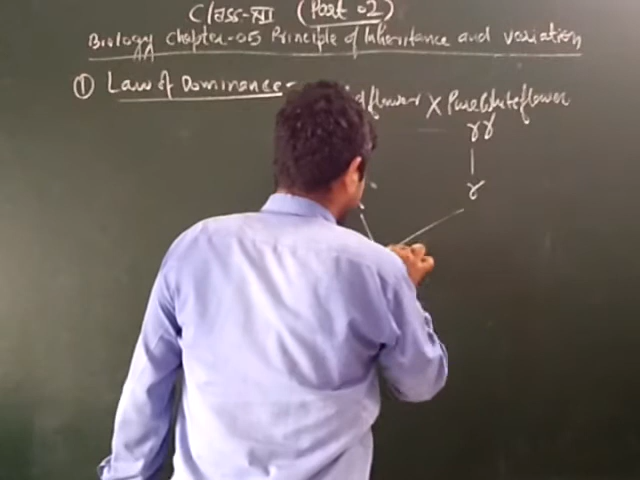 Class-XII (Part 02)
Biology Chapter-05 Principle of Inheritance and variation
① Law of Dominance - flower X Pure white flower
rr
r